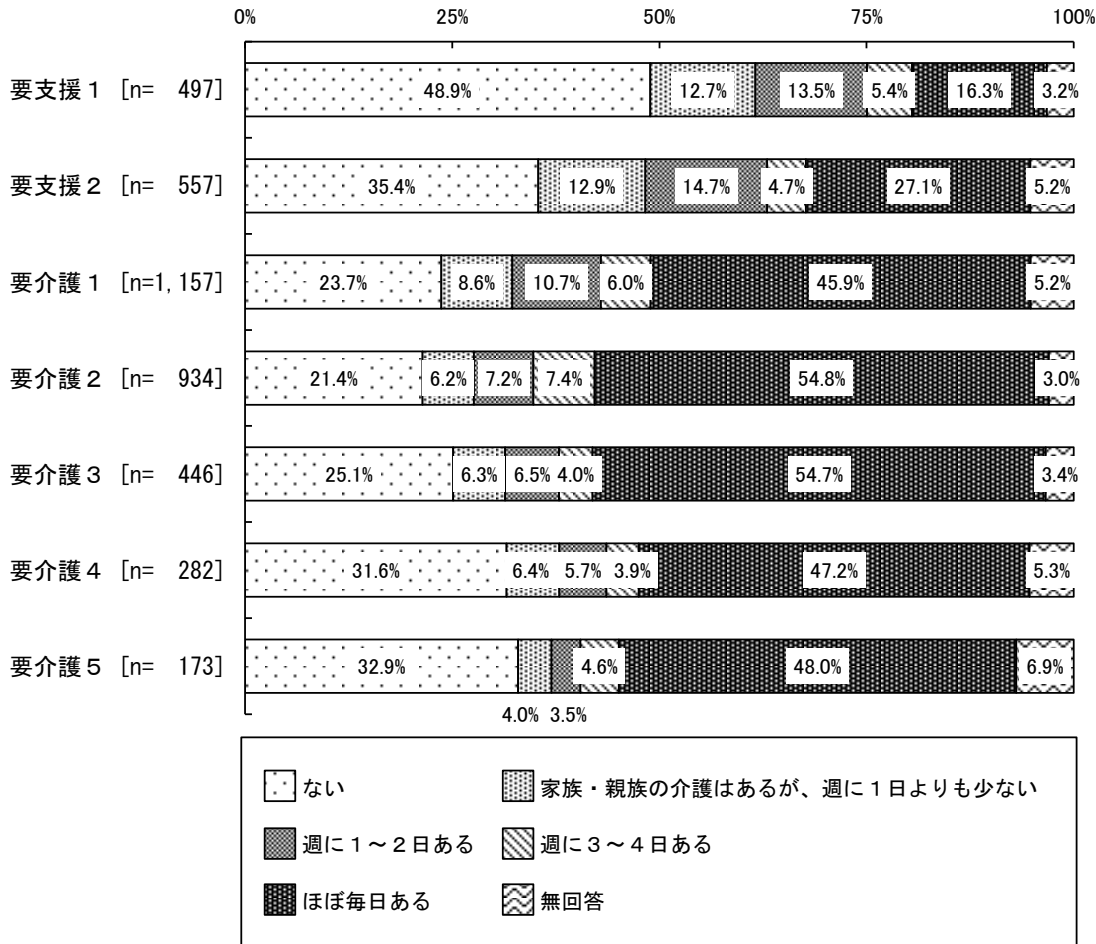 0% 25% 50% 75% 100%
要支援１ [n=　497] 48.9% 12.7% 13.5% 5.4% 16.3% 3.2%
要支援２ [n=　557] 35.4% 12.9% 14.7% 4.7% 27.1% 5.2%
要介護１ [n=1,157] 23.7% 8.6% 10.7% 6.0% 45.9% 5.2%
要介護２ [n=　934] 21.4% 6.2% 7.2% 7.4% 54.8% 3.0%
要介護３ [n=　446] 25.1% 6.3% 6.5% 4.0% 54.7% 3.4%
要介護４ [n=　282] 31.6% 6.4% 5.7% 3.9% 47.2% 5.3%
要介護５ [n=　173] 32.9% 4.6% 48.0% 6.9%
4.0% 3.5%
ない 家族・親族の介護はあるが、週に１日よりも少ない
週に１～２日ある 週に３～４日ある
ほぼ毎日ある 無回答